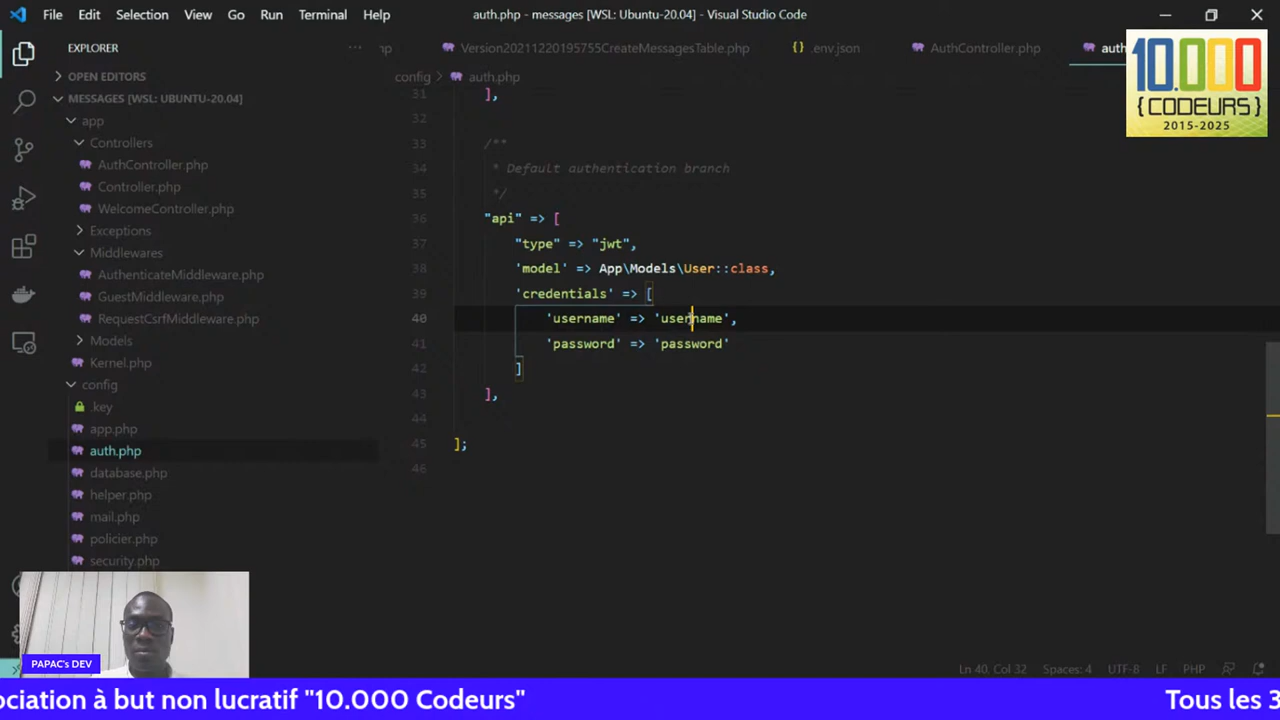 File Edit Selection View Go Run Terminal Help
auth.php - messages [WSL: Ubuntu-20.04] - Visual Studio Code
EXPLORER
OPEN EDITORS
MESSAGES [WSL: UBUNTU-20.04]
app
Controllers
AuthController.php
Controller.php
WelcomeController.php
Exceptions
Middlewares
AuthenticateMiddleware.php
GuestMiddleware.php
RequestCsrfMiddleware.php
Models
Kernel.php
config
.key
app.php
auth.php
database.php
helper.php
mail.php
policier.php
security.php
hp Version20211220195755CreateMessagesTable.php .env.json AuthController.php auth
config > auth.php
31 ],
32
33 /**
34 * Default authentication branch
35 */
36 "api" => [
37 "type" => "jwt",
38 'model' => App\Models\User::class,
39 'credentials' => [
40 'username' => 'username',
41 'password' => 'password'
42 ]
43 ],
44
45 ];
46
10.000
{CODEURS}
2015-2025
PAPAC's DEV
Ln 40, Col 32 Spaces: 4 UTF-8 LF PHP
ociation à but non lucratif "10.000 Codeurs" Tous les 3